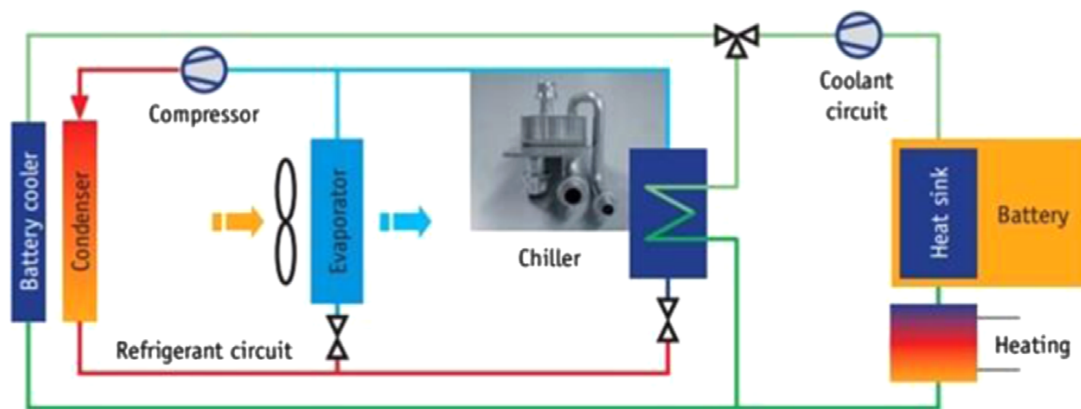 Compressor
Coolant
circuit
Battery cooler
Condenser
Evaporator
Chiller
Heat sink
Battery
Refrigerant circuit
Heating